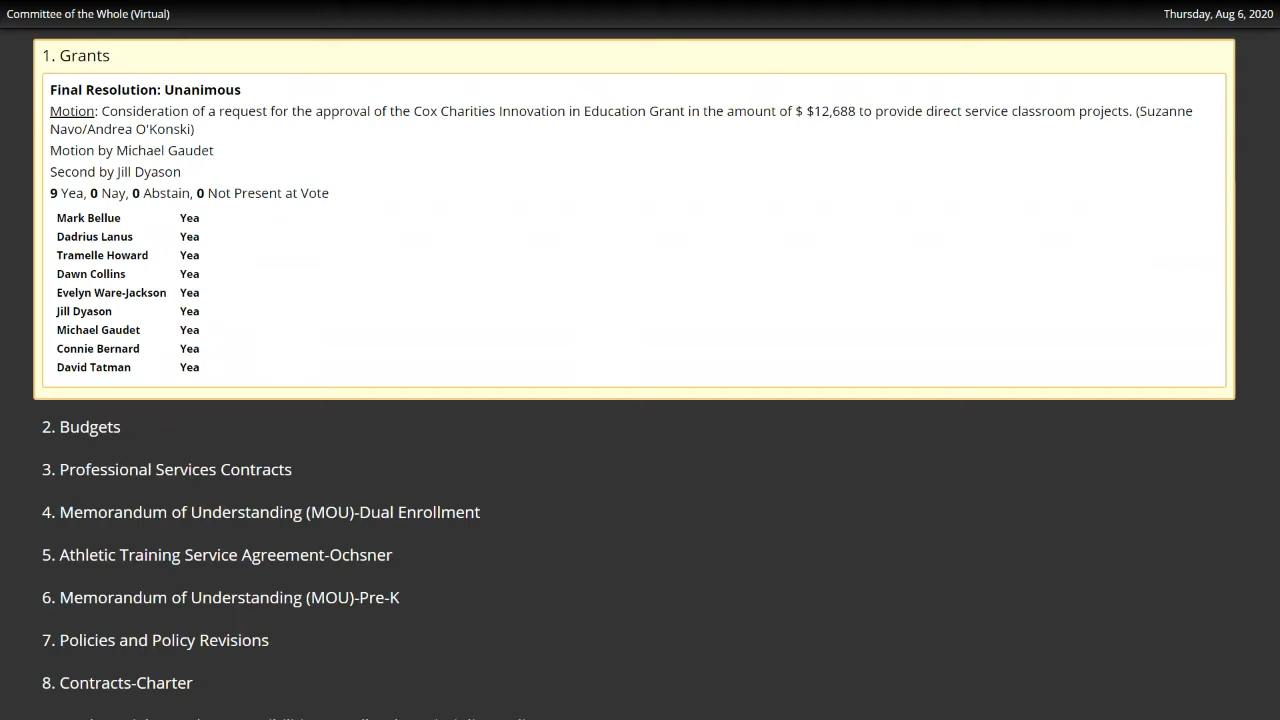 Committee of the Whole (Virtual)
Thursday, Aug 6, 2020
1. Grants
Final Resolution: Unanimous
Motion: Consideration of a request for the approval of the Cox Charities Innovation in Education Grant in the amount of $ $12,688 to provide direct service classroom projects. (Suzanne
Navo/Andrea O'Konski)
Motion by Michael Gaudet
Second by Jill Dyason
9 Yea, 0 Nay, 0 Abstain, 0 Not Present at Vote
Mark Bellue Yea
Dadrius Lanus Yea
Tramelle Howard Yea
Dawn Collins Yea
Evelyn Ware-Jackson Yea
Jill Dyason Yea
Michael Gaudet Yea
Connie Bernard Yea
David Tatman Yea
2. Budgets
3. Professional Services Contracts
4. Memorandum of Understanding (MOU)-Dual Enrollment
5. Athletic Training Service Agreement-Ochsner
6. Memorandum of Understanding (MOU)-Pre-K
7. Policies and Policy Revisions
8. Contracts-Charter